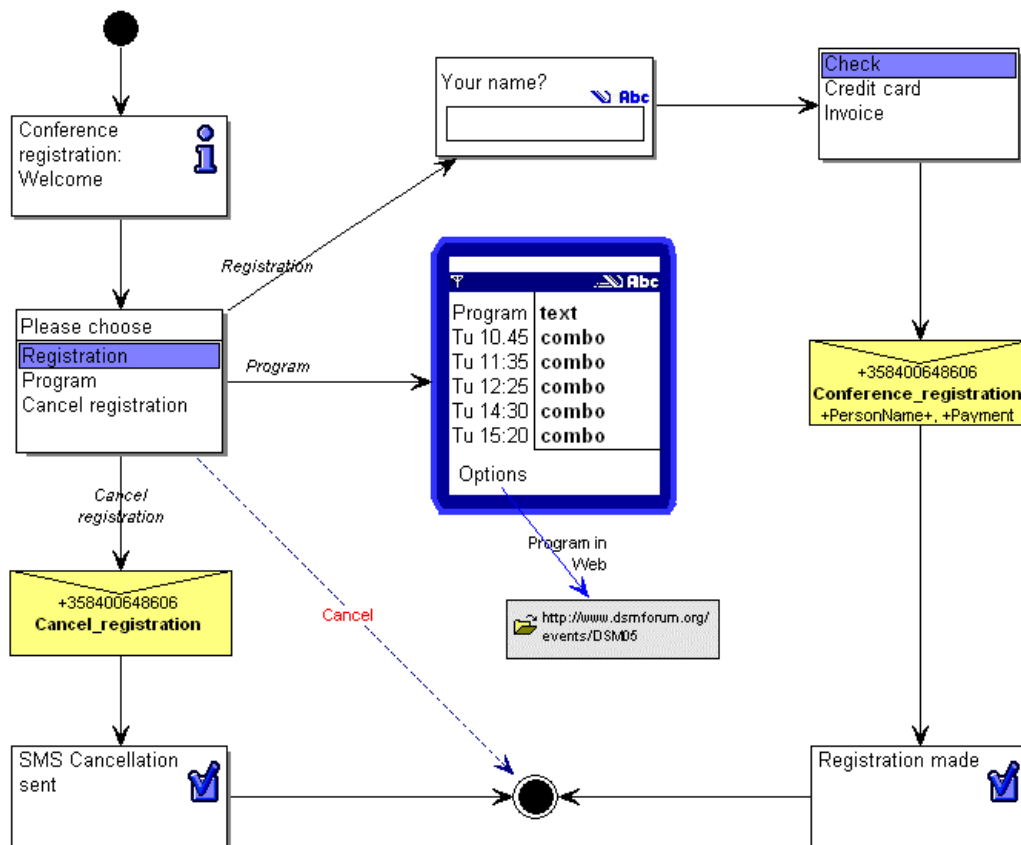 Conference
registration:
Welcome
Your name?
Abc
Check
Credit card
Invoice
Registration
Please choose
Registration
Program
Cancel registration
Program
Abc
Program text
Tu 10.45 combo
Tu 11:35 combo
Tu 12:25 combo
Tu 14:30 combo
Tu 15:20 combo
Options
+358400648606
Conference_registration
+PersonName+, +Payment
Cancel
registration
Program in
Web
+358400648606
Cancel_registration
Cancel
http://www.dsmforum.org/
events/DSM05
SMS Cancellation
sent
Registration made